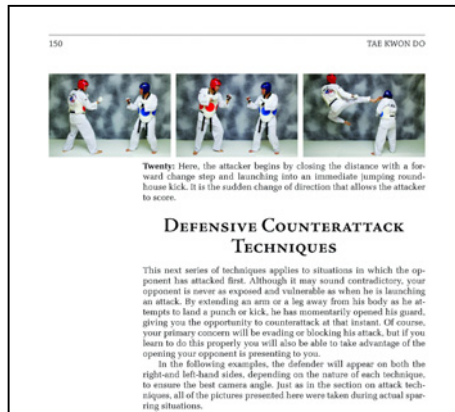 150 TAE KWON DO
Twenty: Here, the attacker begins by closing the distance with a for-
ward change step and launching into an immediate jumping round-
house kick. It is the sudden change of direction that allows the attacker
to score.
DEFENSIVE COUNTERATTACK
TECHNIQUES
This next series of techniques applies to situations in which the op-
ponent has attacked first. Although it may sound contradictory, your
opponent is never as exposed and vulnerable as when he is launching
an attack. By extending an arm or a leg away from his body as he at-
tempts to land a punch or kick, he has momentarily opened his guard,
giving you the opportunity to counterattack at that instant. Of course,
your primary concern will be evading or blocking his attack, but if you
learn to do this properly you will also be able to take advantage of the
opening your opponent is presenting to you.
In the following examples, the defender will appear on both the
right-and left-hand sides, depending on the nature of each technique,
to ensure the best camera angle. Just as in the section on attack tech-
niques, all of the pictures presented here were taken during actual spar-
ring situations.